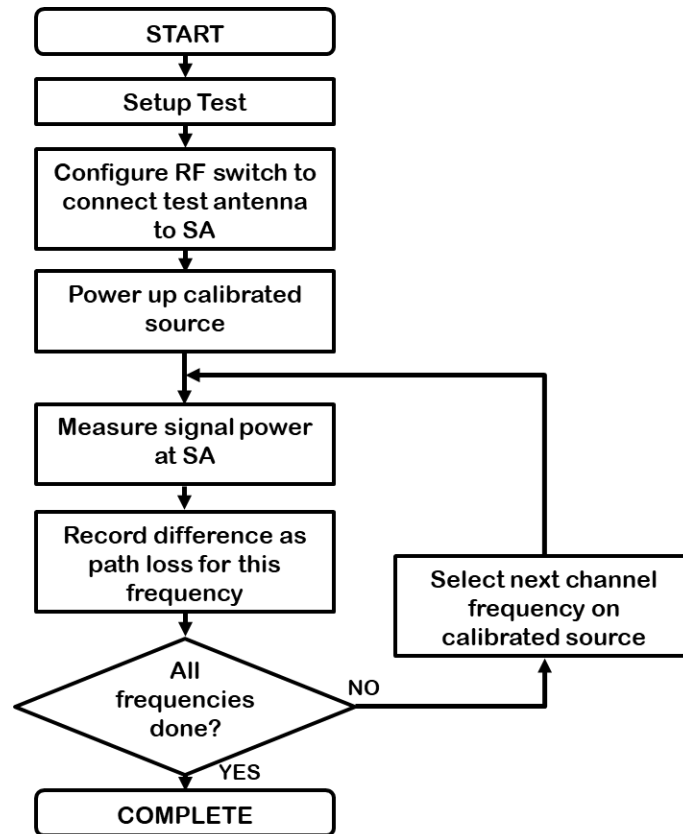 START
Setup Test
Configure RF switch to
connect test antenna
to SA
Power up calibrated
source
Measure signal power
at SA
Record difference as
path loss for this
frequency
Select next channel
frequency on
calibrated source
All
frequencies
done?
NO
YES
COMPLETE